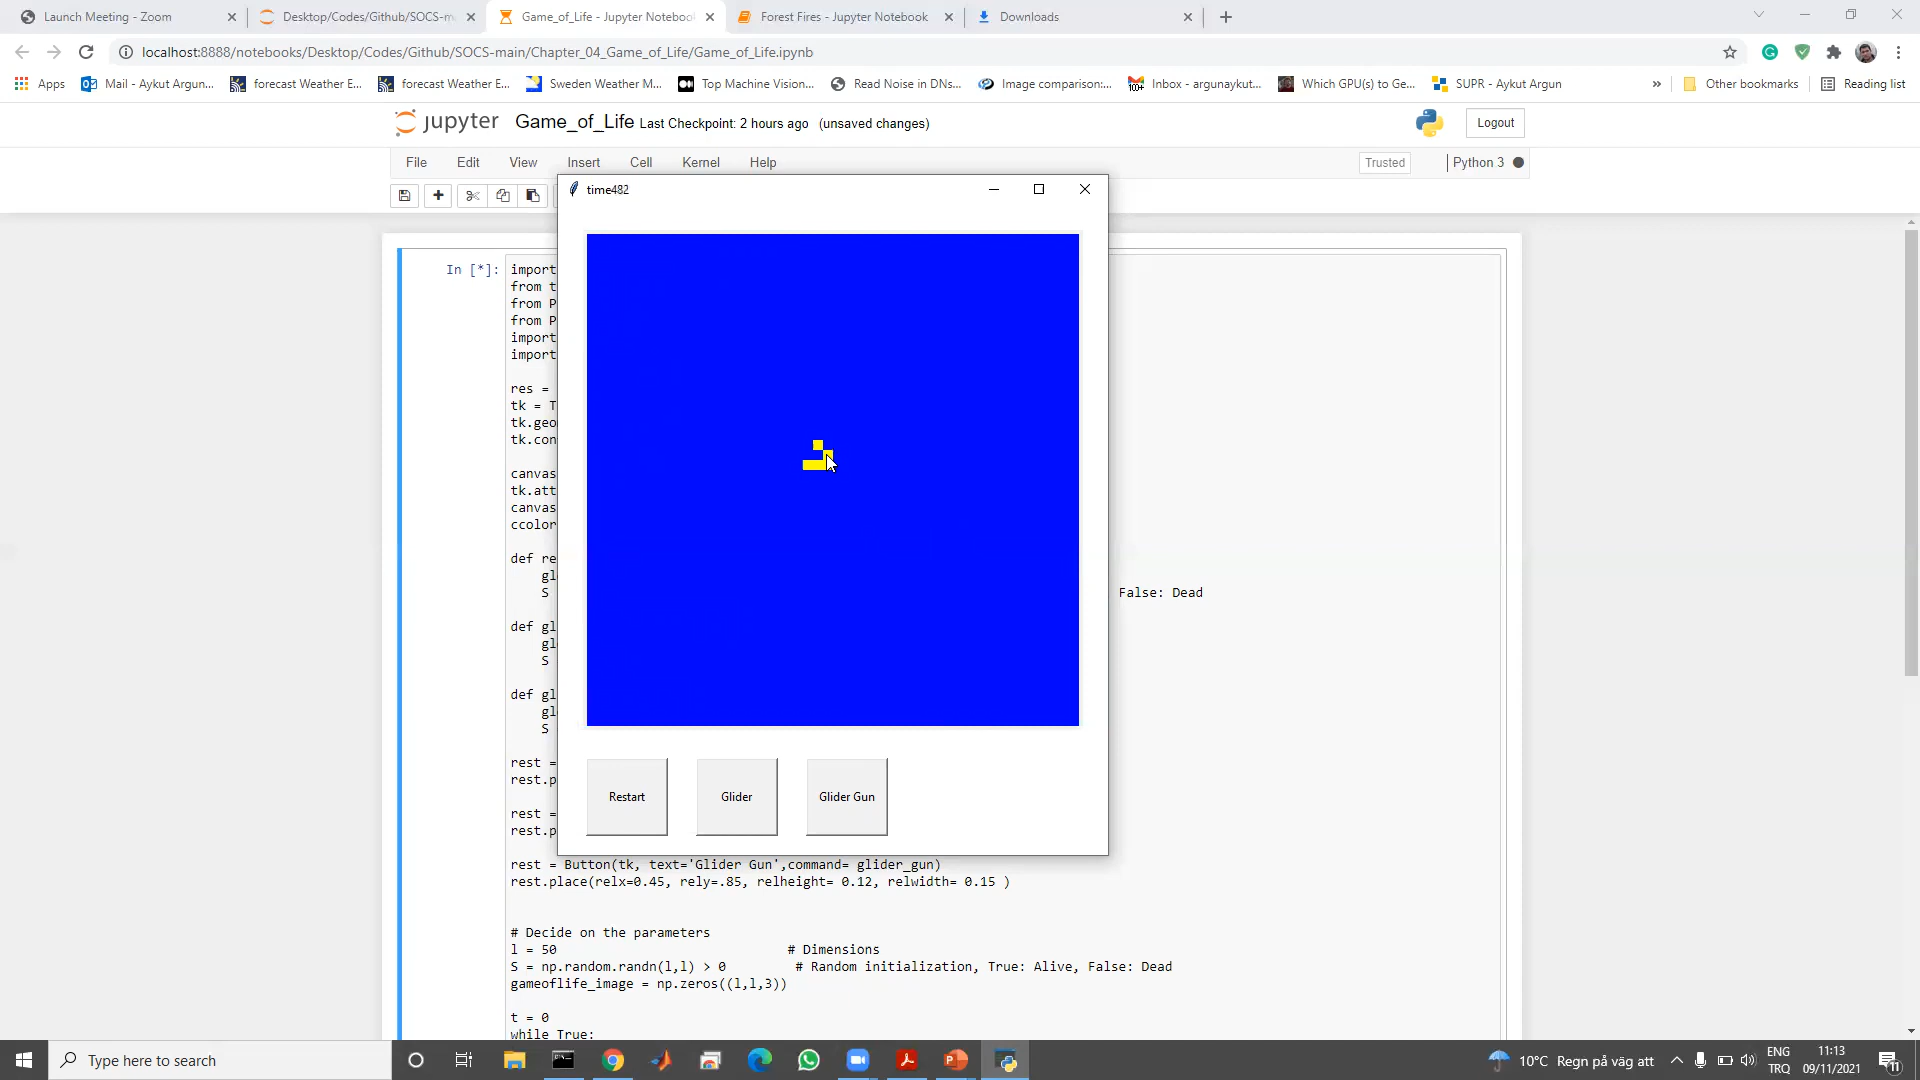 Launch Meeting - Zoom
Desktop/Codes/Github/SOCS-m
Game_of_Life - Jupyter Notebook
Forest Fires - Jupyter Notebook
Downloads
localhost:8888/notebooks/Desktop/Codes/Github/SOCS-main/Chapter_04_Game_of_Life/Game_of_Life.ipynb
Apps
Mail - Aykut Argun...
forecast Weather E...
forecast Weather E...
Sweden Weather M...
Top Machine Vision...
Read Noise in DNs...
Image comparison:...
100+
Inbox - argunaykut...
Which GPU(s) to Ge...
SUPR - Aykut Argun
»
Other bookmarks
Reading list
jupyter Game_of_Life Last Checkpoint: 2 hours ago (unsaved changes)
Logout
File Edit View Insert Cell Kernel Help
Trusted
Python 3
time482
In [*]:
import
from t
from P
from P
import
import
res =
tk = T
tk.geo
tk.con
canvas
tk.att
canvas
ccolor
def re
gl
S
False: Dead
def gl
gl
S
def gl
gl
S
rest =
rest.p
rest =
rest.p
Restart
Glider
Glider Gun
rest = Button(tk, text='Glider Gun',command= glider_gun)
rest.place(relx=0.45, rely=.85, relheight= 0.12, relwidth= 0.15 )
# Decide on the parameters
l = 50 # Dimensions
S = np.random.randn(l,l) > 0 # Random initialization, True: Alive, False: Dead
gameoflife_image = np.zeros((l,l,3))
t = 0
while True:
Type here to search
10°C Regn på väg att
ENG
TRQ
11:13
09/11/2021
11